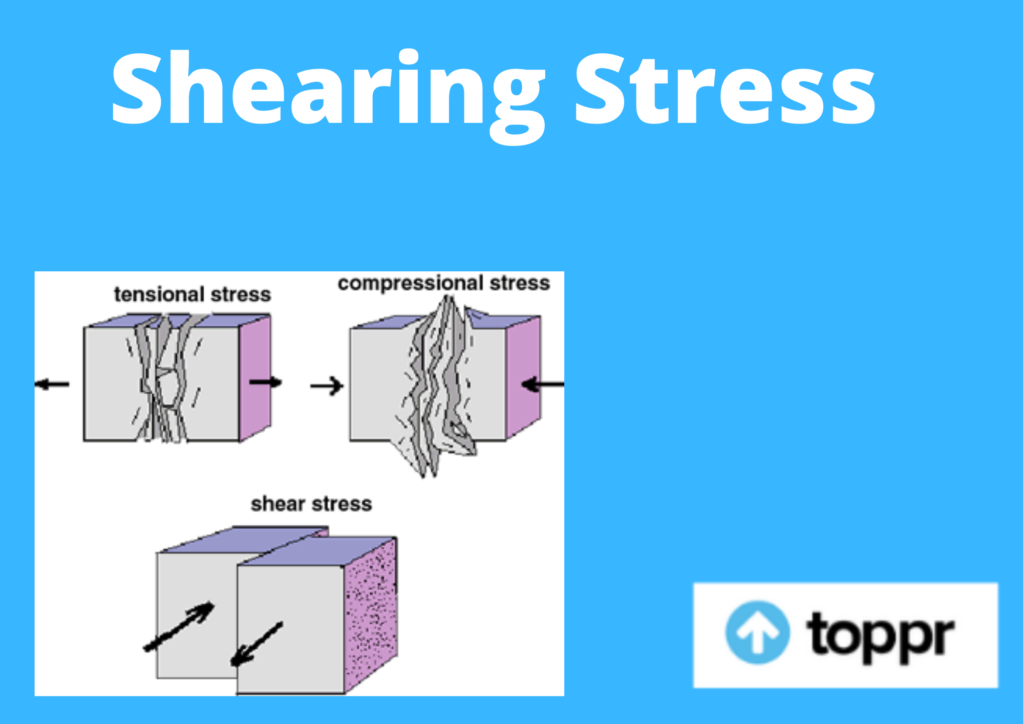 Shearing Stress
tensional stress
compressional stress
shear stress
toppr